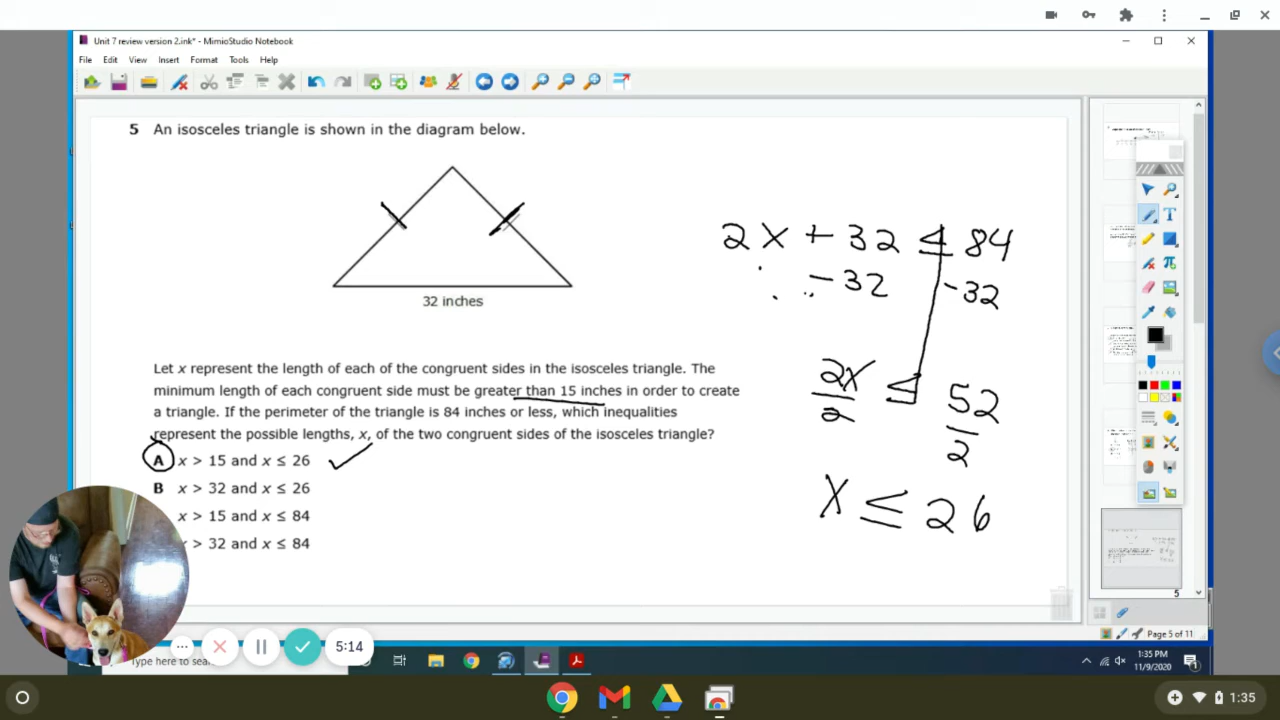 Unit 7 review version 2.ink* - MimioStudio Notebook
File Edit View Insert Format Tools Help
5 An isosceles triangle is shown in the diagram below.
32 inches
2x + 32 ≤ 84
-32 -32
2x ≤ 52
2 2
x ≤ 26
Let x represent the length of each of the congruent sides in the isosceles triangle. The
minimum length of each congruent side must be greater than 15 inches in order to create
a triangle. If the perimeter of the triangle is 84 inches or less, which inequalities
represent the possible lengths, x, of the two congruent sides of the isosceles triangle?
A x > 15 and x ≤ 26
B x > 32 and x ≤ 26
x > 15 and x ≤ 84
x > 32 and x ≤ 84
5
Page 5 of 11
5:14
Type here to sea
1:35 PM
11/9/2020
1
1:35